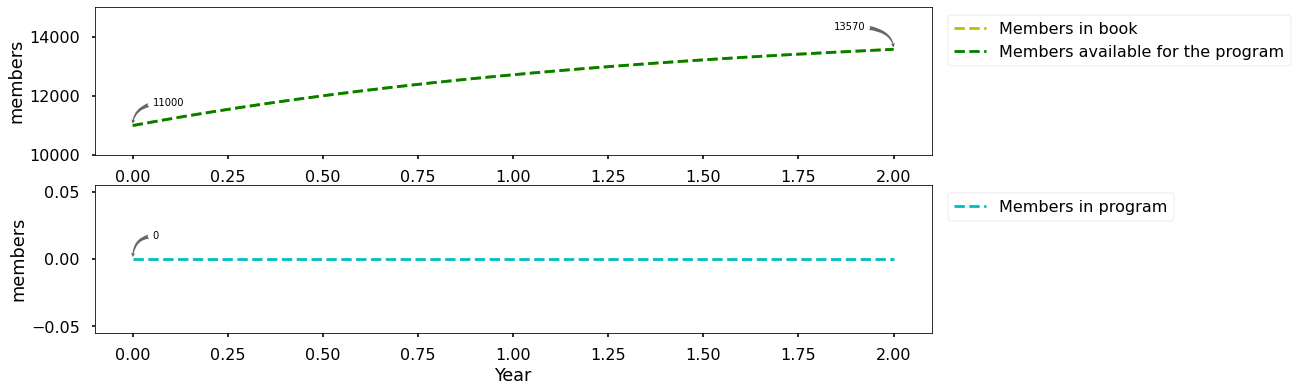 members
14000
12000
10000
11000
13570
Members in book
Members available for the program
0.00 0.25 0.50 0.75 1.00 1.25 1.50 1.75 2.00
members
0.05
0.00
−0.05
0
Members in program
0.00 0.25 0.50 0.75 1.00 1.25 1.50 1.75 2.00
Year